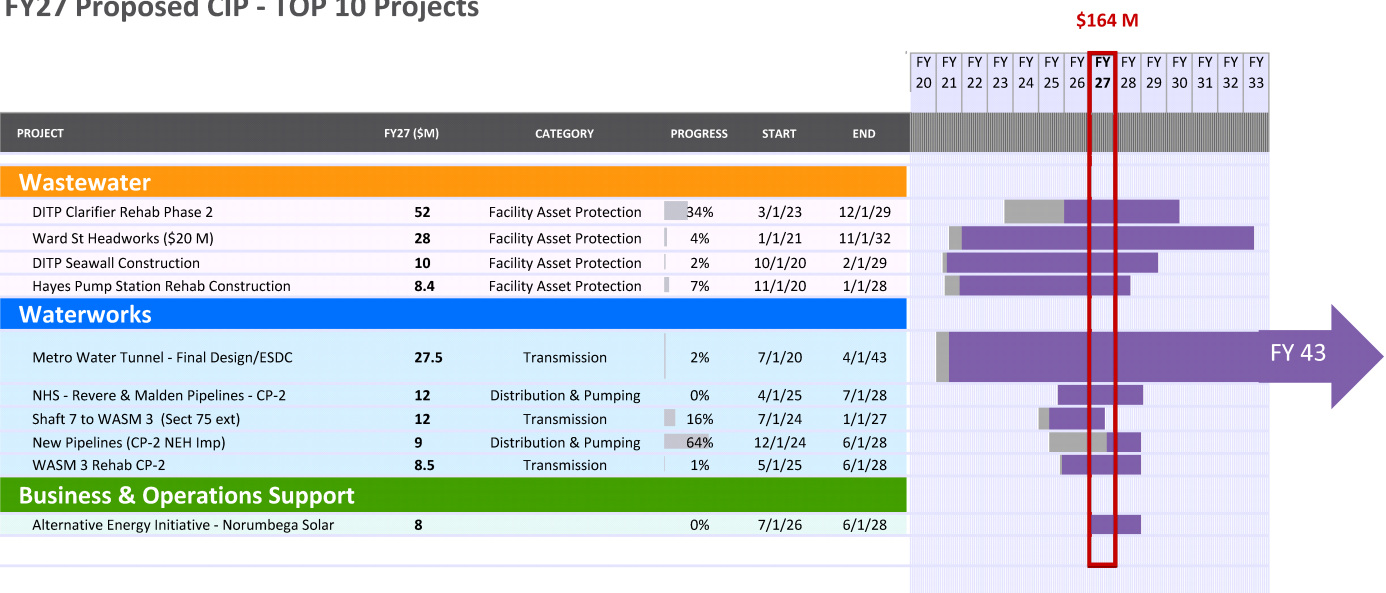 FY27 Proposed CIP - TOP 10 Projects
$164 M
FY FY FY FY FY FY FY FY FY FY FY FY FY FY
20 21 22 23 24 25 26 27 28 29 30 31 32 33
PROJECT FY27 ($M) CATEGORY PROGRESS START END
Wastewater
DITP Clarifier Rehab Phase 2 52 Facility Asset Protection 34% 3/1/23 12/1/29
Ward St Headworks ($20 M) 28 Facility Asset Protection 4% 1/1/21 11/1/32
DITP Seawall Construction 10 Facility Asset Protection 2% 10/1/20 2/1/29
Hayes Pump Station Rehab Construction 8.4 Facility Asset Protection 7% 11/1/20 1/1/28
Waterworks
Metro Water Tunnel - Final Design/ESDC 27.5 Transmission 2% 7/1/20 4/1/43 FY 43
NHS - Revere & Malden Pipelines - CP-2 12 Distribution & Pumping 0% 4/1/25 7/1/28
Shaft 7 to WASM 3 (Sect 75 ext) 12 Transmission 16% 7/1/24 1/1/27
New Pipelines (CP-2 NEH Imp) 9 Distribution & Pumping 64% 12/1/24 6/1/28
WASM 3 Rehab CP-2 8.5 Transmission 1% 5/1/25 6/1/28
Business & Operations Support
Alternative Energy Initiative - Norumbega Solar 8 0% 7/1/26 6/1/28